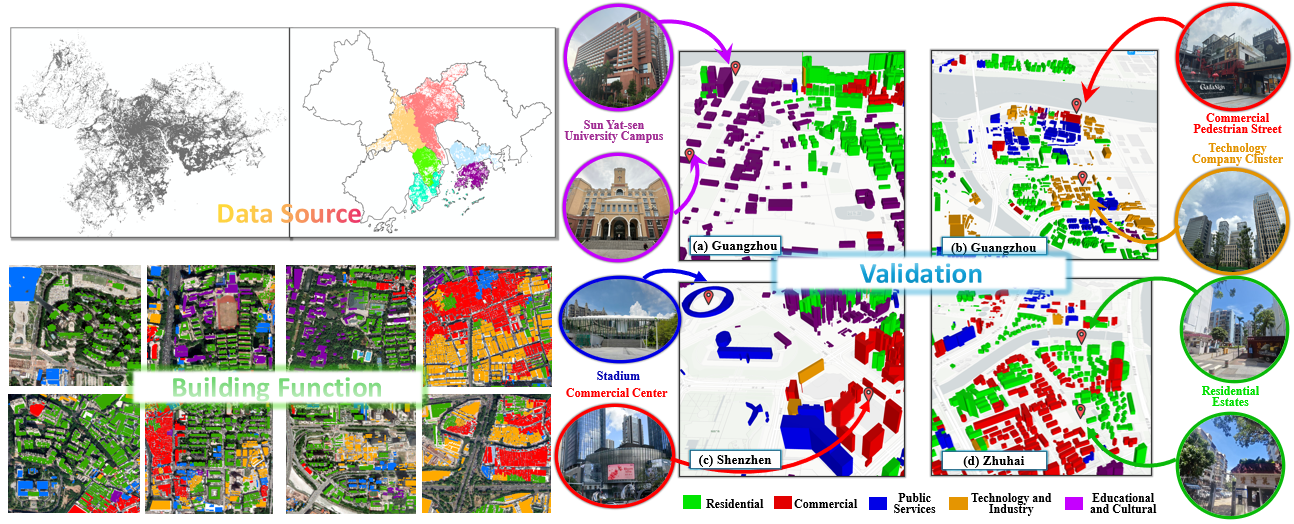 Data Source
Building Function
Sun Yat-sen
University Campus
(a) Guangzhou
(b) Guangzhou
GaGaSign
Commercial
Pedestrian Street
Technology
Company Cluster
Validation
Stadium
Commercial Center
(c) Shenzhen
(d) Zhuhai
Residential
Estates
Residential
Commercial
Public
Services
Technology and
Industry
Educational
and Cultural